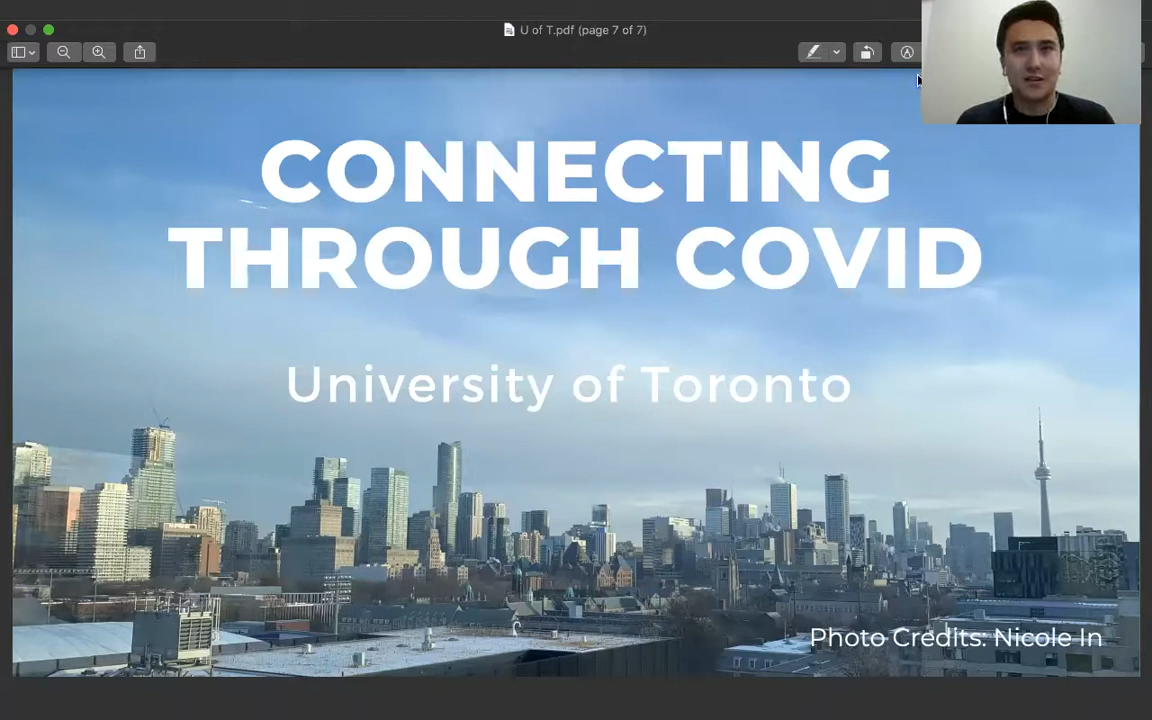 U of T.pdf (page 7 of 7)
CONNECTING
THROUGH COVID
University of Toronto
Photo Credits: Nicole In